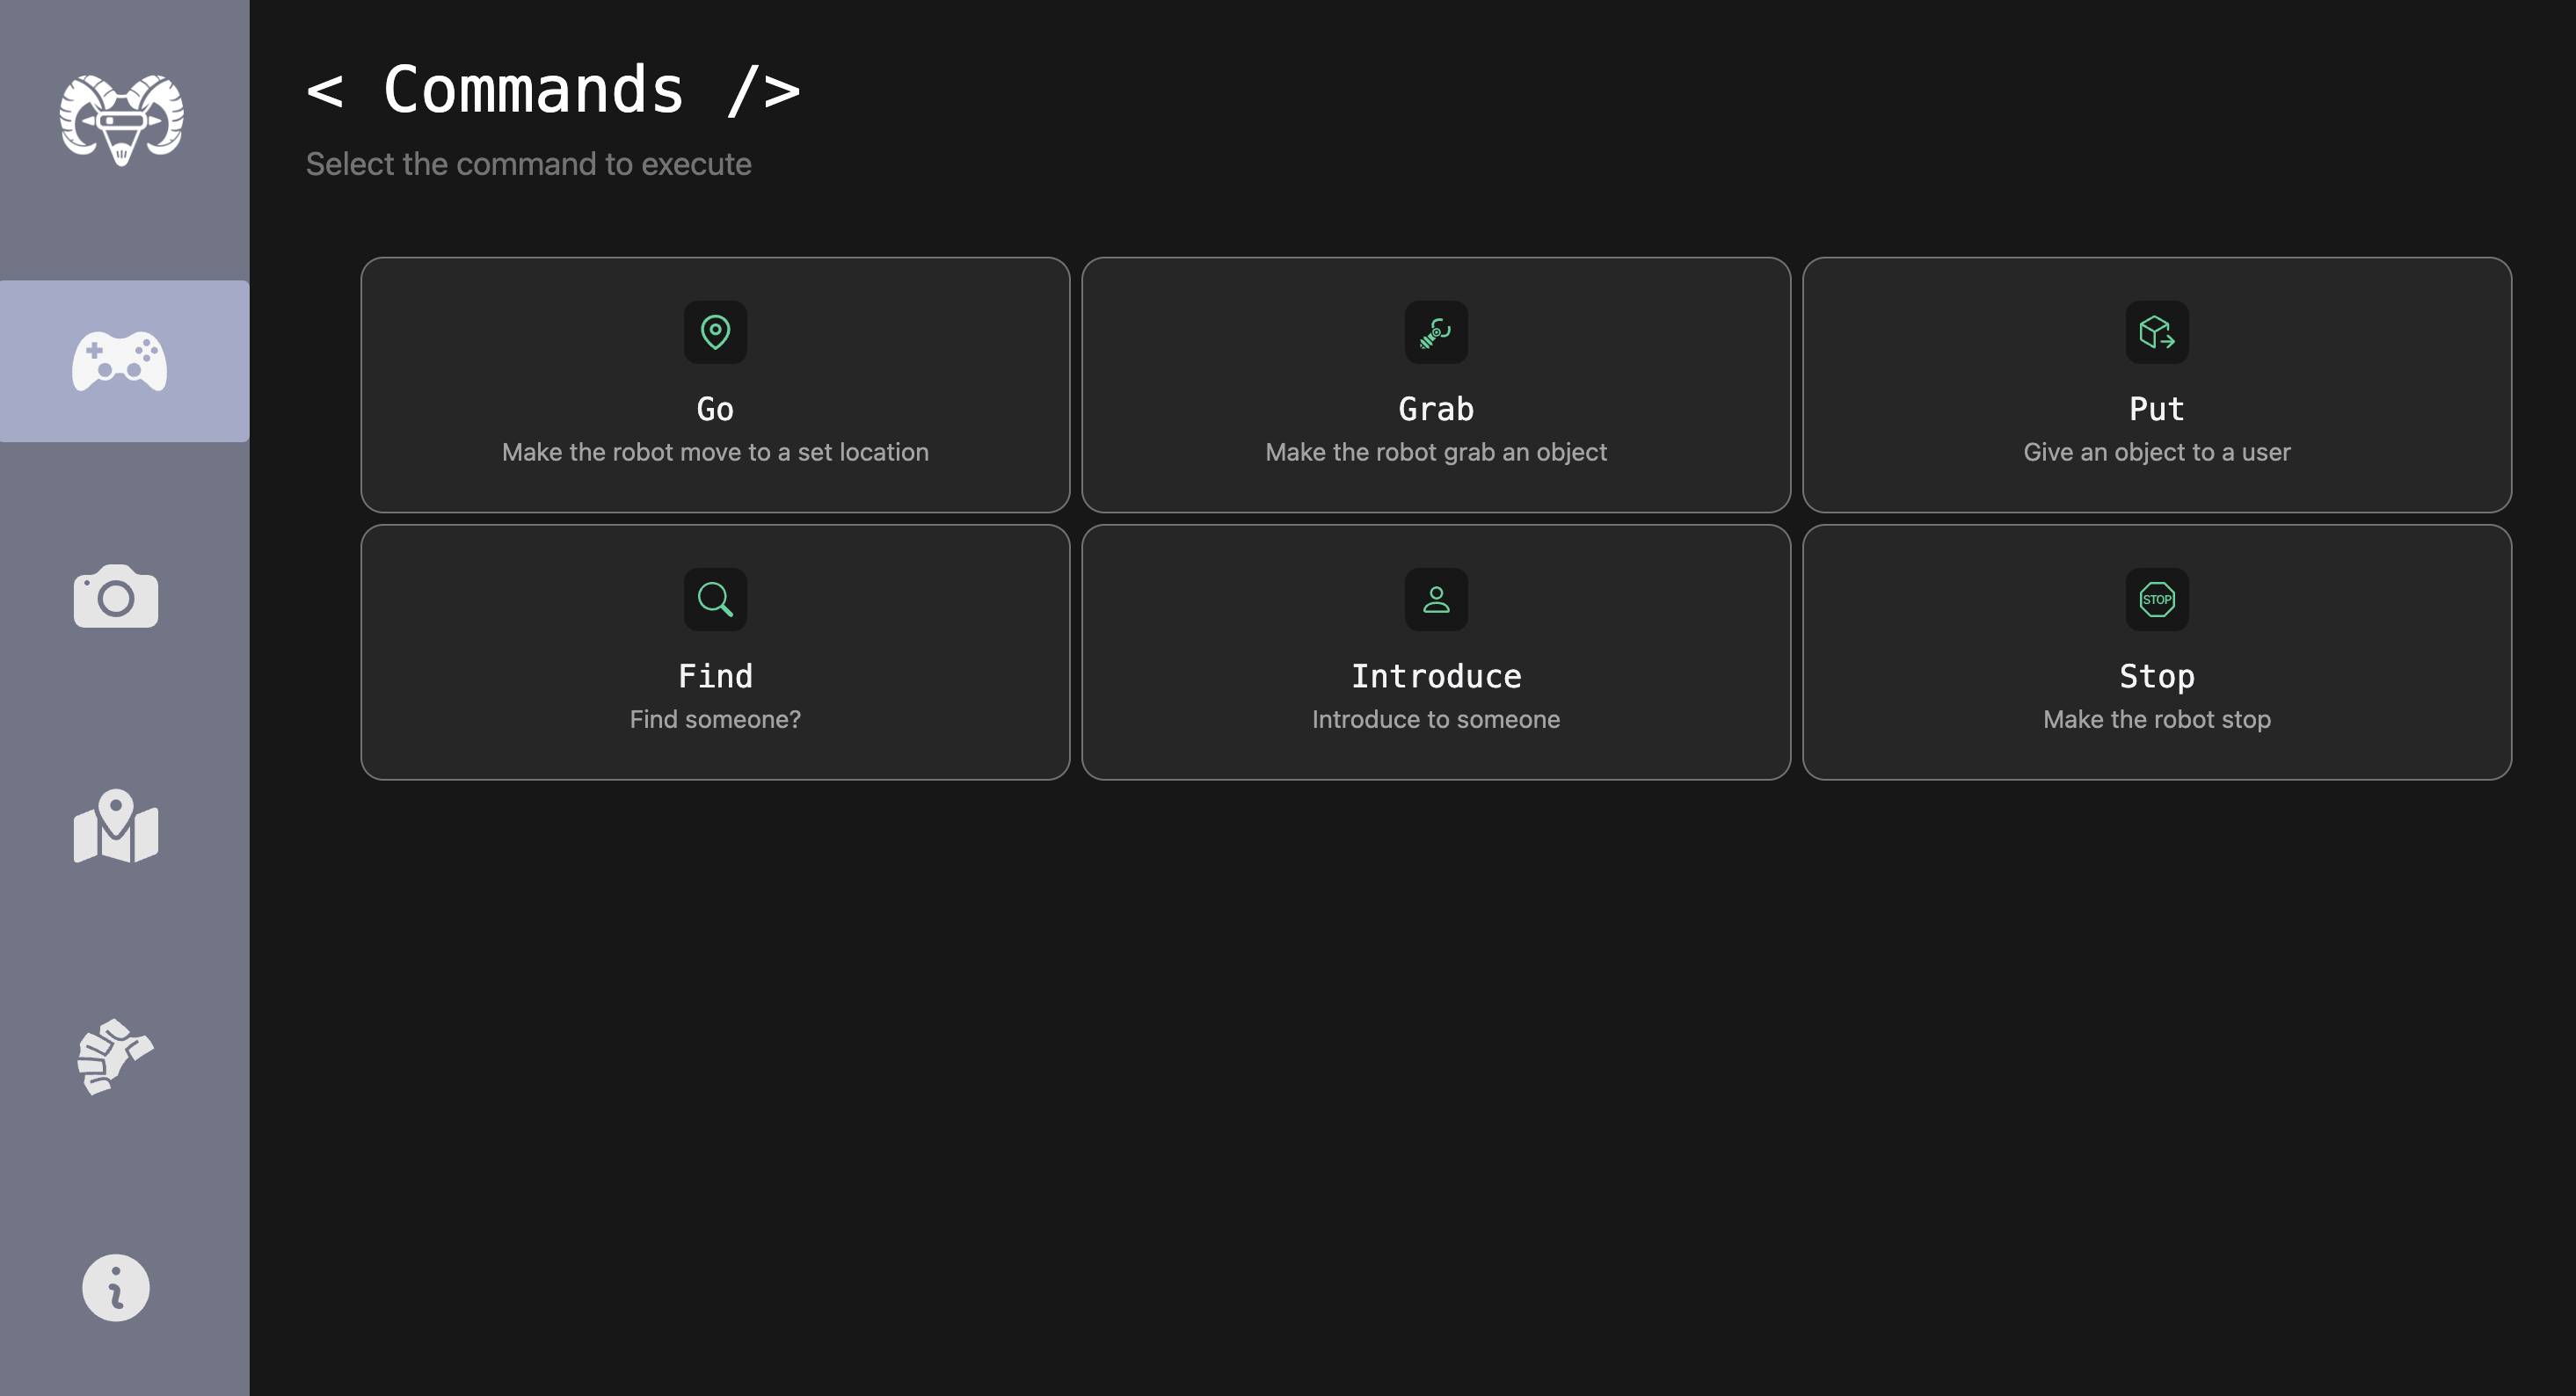 < Commands />
Select the command to execute
Go
Make the robot move to a set location
Grab
Make the robot grab an object
Put
Give an object to a user
Find
Find someone?
Introduce
Introduce to someone
STOP
Stop
Make the robot stop